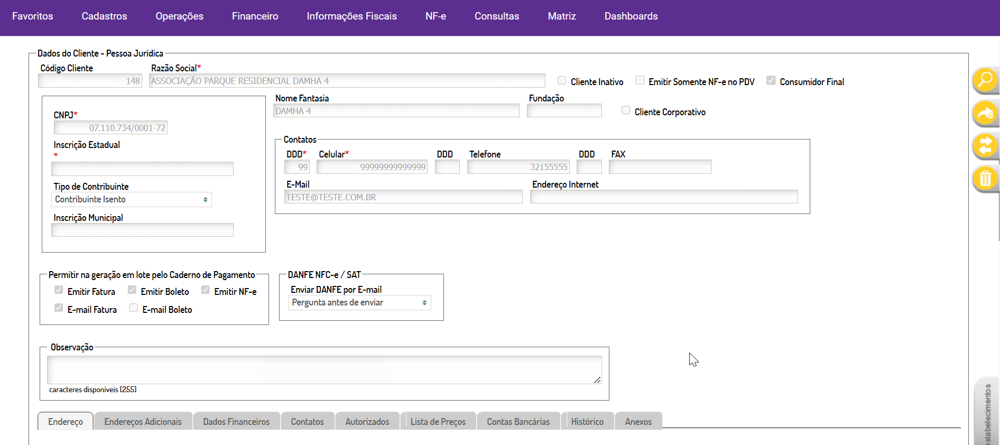 Favoritos Cadastros Operações Financeiro Informações Fiscais NF-e Consultas Matriz Dashboards
Dados do Cliente - Pessoa Jurídica
Código Cliente Razão Social*
148 ASSOCIAÇÃO PARQUE RESIDENCIAL DAMHA 4 Cliente Inativo Emitir Somente NF-e no PDV Consumidor Final
Nome Fantasia Fundação
DAMHA 4 Cliente Corporativo
CNPJ*
07.110.734/0001-72
Inscrição Estadual
*
Tipo de Contribuinte
Contribuinte Isento
Inscrição Municipal
Contatos
DDD* Celular* DDD Telefone DDD FAX
99 99999999999999 32155555
E-Mail Endereço Internet
TESTE@TESTE.COM.BR
Permitir na geração em lote pelo Caderno de Pagamento
Emitir Fatura Emitir Boleto Emitir NF-e
E-mail Fatura E-mail Boleto
DANFE NFC-e / SAT
Enviar DANFE por E-mail
Pergunta antes de enviar
Observação
caracteres disponíveis [255]
Endereço Endereços Adicionais Dados Financeiros Contatos Autorizados Lista de Preços Contas Bancárias Histórico Anexos
estabelecimentos